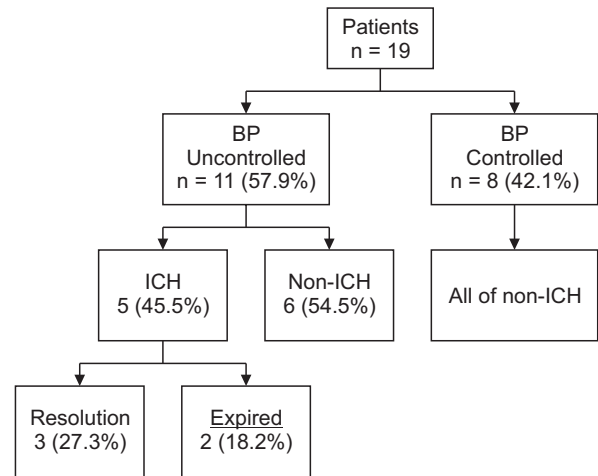 Patients
n = 19
BP
Uncontrolled
n = 11 (57.9%)
BP
Controlled
n = 8 (42.1%)
ICH
5 (45.5%)
Non-ICH
6 (54.5%)
All of non-ICH
Resolution
3 (27.3%)
Expired
2 (18.2%)